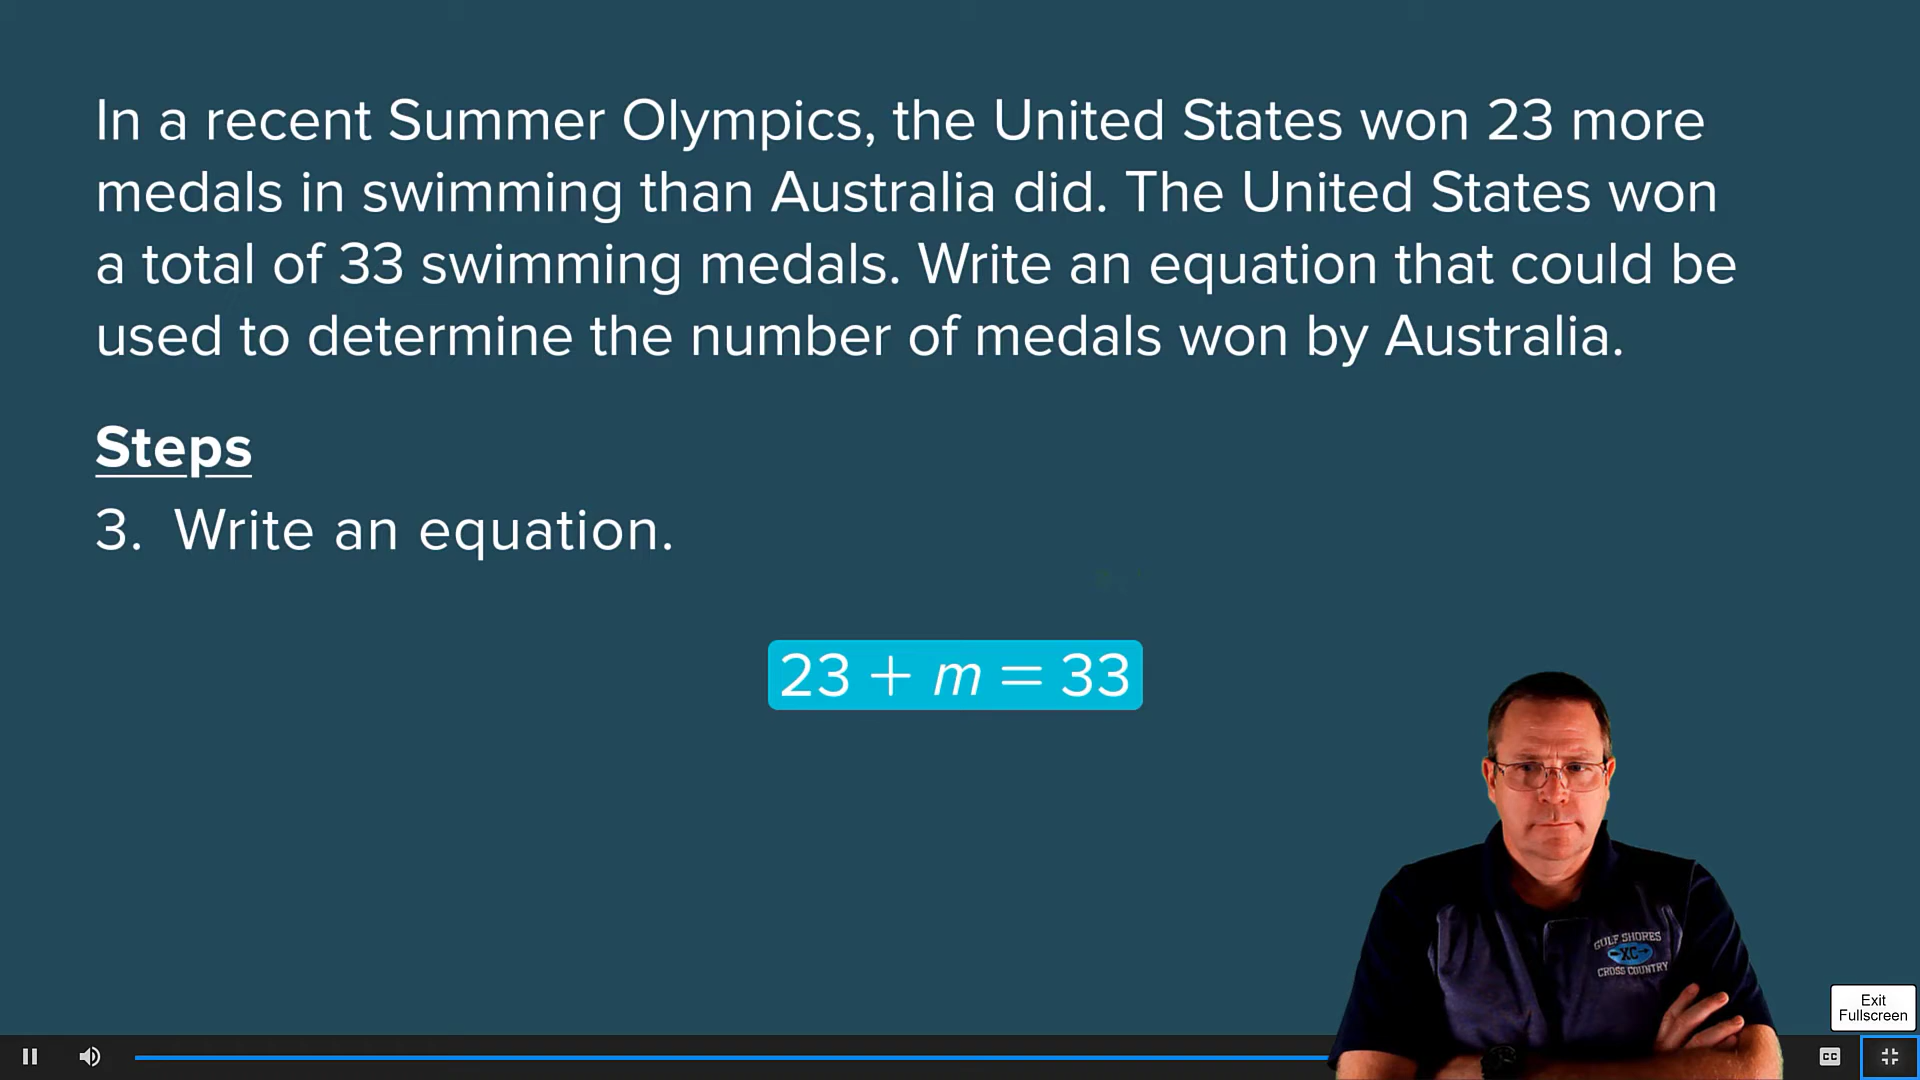 In a recent Summer Olympics, the United States won 23 more
medals in swimming than Australia did. The United States won
a total of 33 swimming medals. Write an equation that could be
used to determine the number of medals won by Australia.
Steps
3. Write an equation.
23 + m = 33
GULF SHORES
XC
CROSS COUNTRY
Exit
Fullscreen
CC